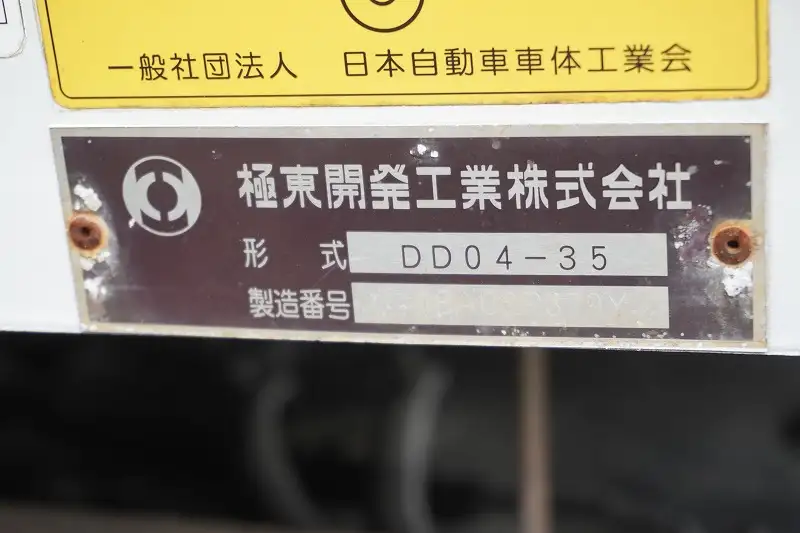 一般社団法人 日本自動車車体工業会
極東開発工業株式会社
形 式 DD04-35
製造番号